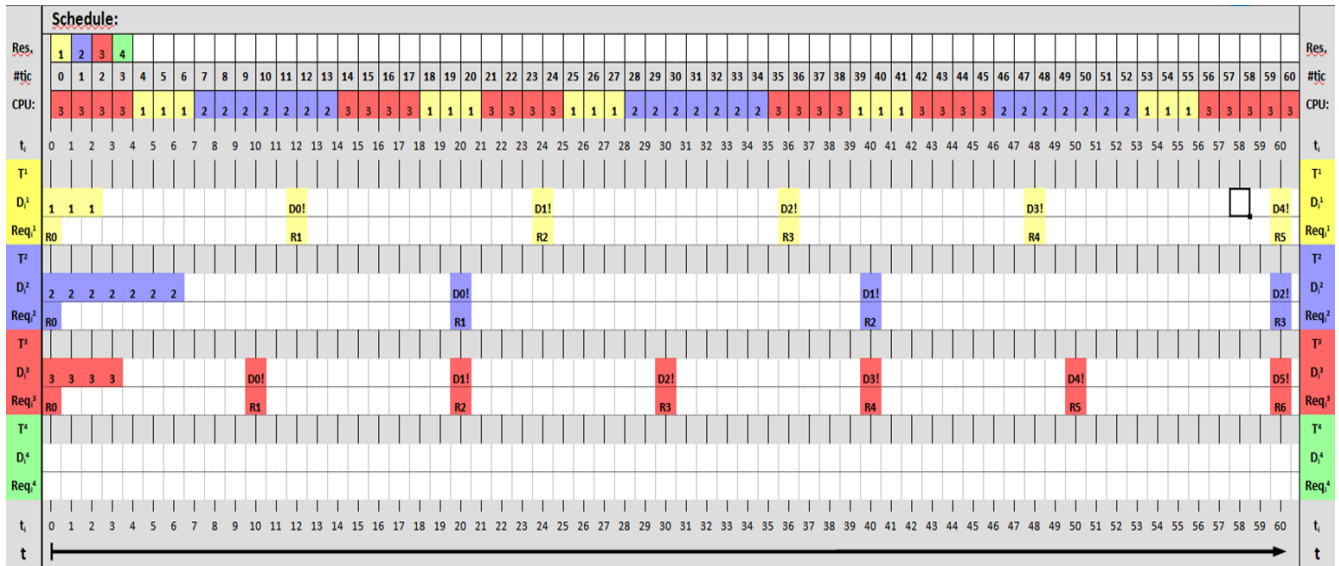 Schedule:
Res. 1 2 3 4 Res.
#tic 0 1 2 3 4 5 6 7 8 9 10 11 12 13 14 15 16 17 18 19 20 21 22 23 24 25 26 27 28 29 30 31 32 33 34 35 36 37 38 39 40 41 42 43 44 45 46 47 48 49 50 51 52 53 54 55 56 57 58 59 60 #tic
CPU: 3 3 3 3 1 1 1 2 2 2 2 2 2 2 3 3 3 3 1 1 1 3 3 3 3 1 1 1 2 2 2 2 2 2 2 3 3 3 3 1 1 1 3 3 3 3 2 2 2 2 2 2 2 1 1 1 3 3 3 3 3 CPU:
tᵢ 0 1 2 3 4 5 6 7 8 9 10 11 12 13 14 15 16 17 18 19 20 21 22 23 24 25 26 27 28 29 30 31 32 33 34 35 36 37 38 39 40 41 42 43 44 45 46 47 48 49 50 51 52 53 54 55 56 57 58 59 60 tᵢ
T¹ T¹
Dᵢ¹ 1 1 1 D0! D1! D2! D3! D4! Dᵢ¹
Reqᵢ¹ R0 R1 R2 R3 R4 R5 Reqᵢ¹
T² T²
Dᵢ² 2 2 2 2 2 2 2 D0! D1! D2! Dᵢ²
Reqᵢ² R0 R1 R2 R3 Reqᵢ²
T³ T³
Dᵢ³ 3 3 3 3 D0! D1! D2! D3! D4! D5! Dᵢ³
Reqᵢ³ R0 R1 R2 R3 R4 R5 R6 Reqᵢ³
T⁴ T⁴
Dᵢ⁴ Dᵢ⁴
Reqᵢ⁴ Reqᵢ⁴
tᵢ 0 1 2 3 4 5 6 7 8 9 10 11 12 13 14 15 16 17 18 19 20 21 22 23 24 25 26 27 28 29 30 31 32 33 34 35 36 37 38 39 40 41 42 43 44 45 46 47 48 49 50 51 52 53 54 55 56 57 58 59 60 tᵢ
t t